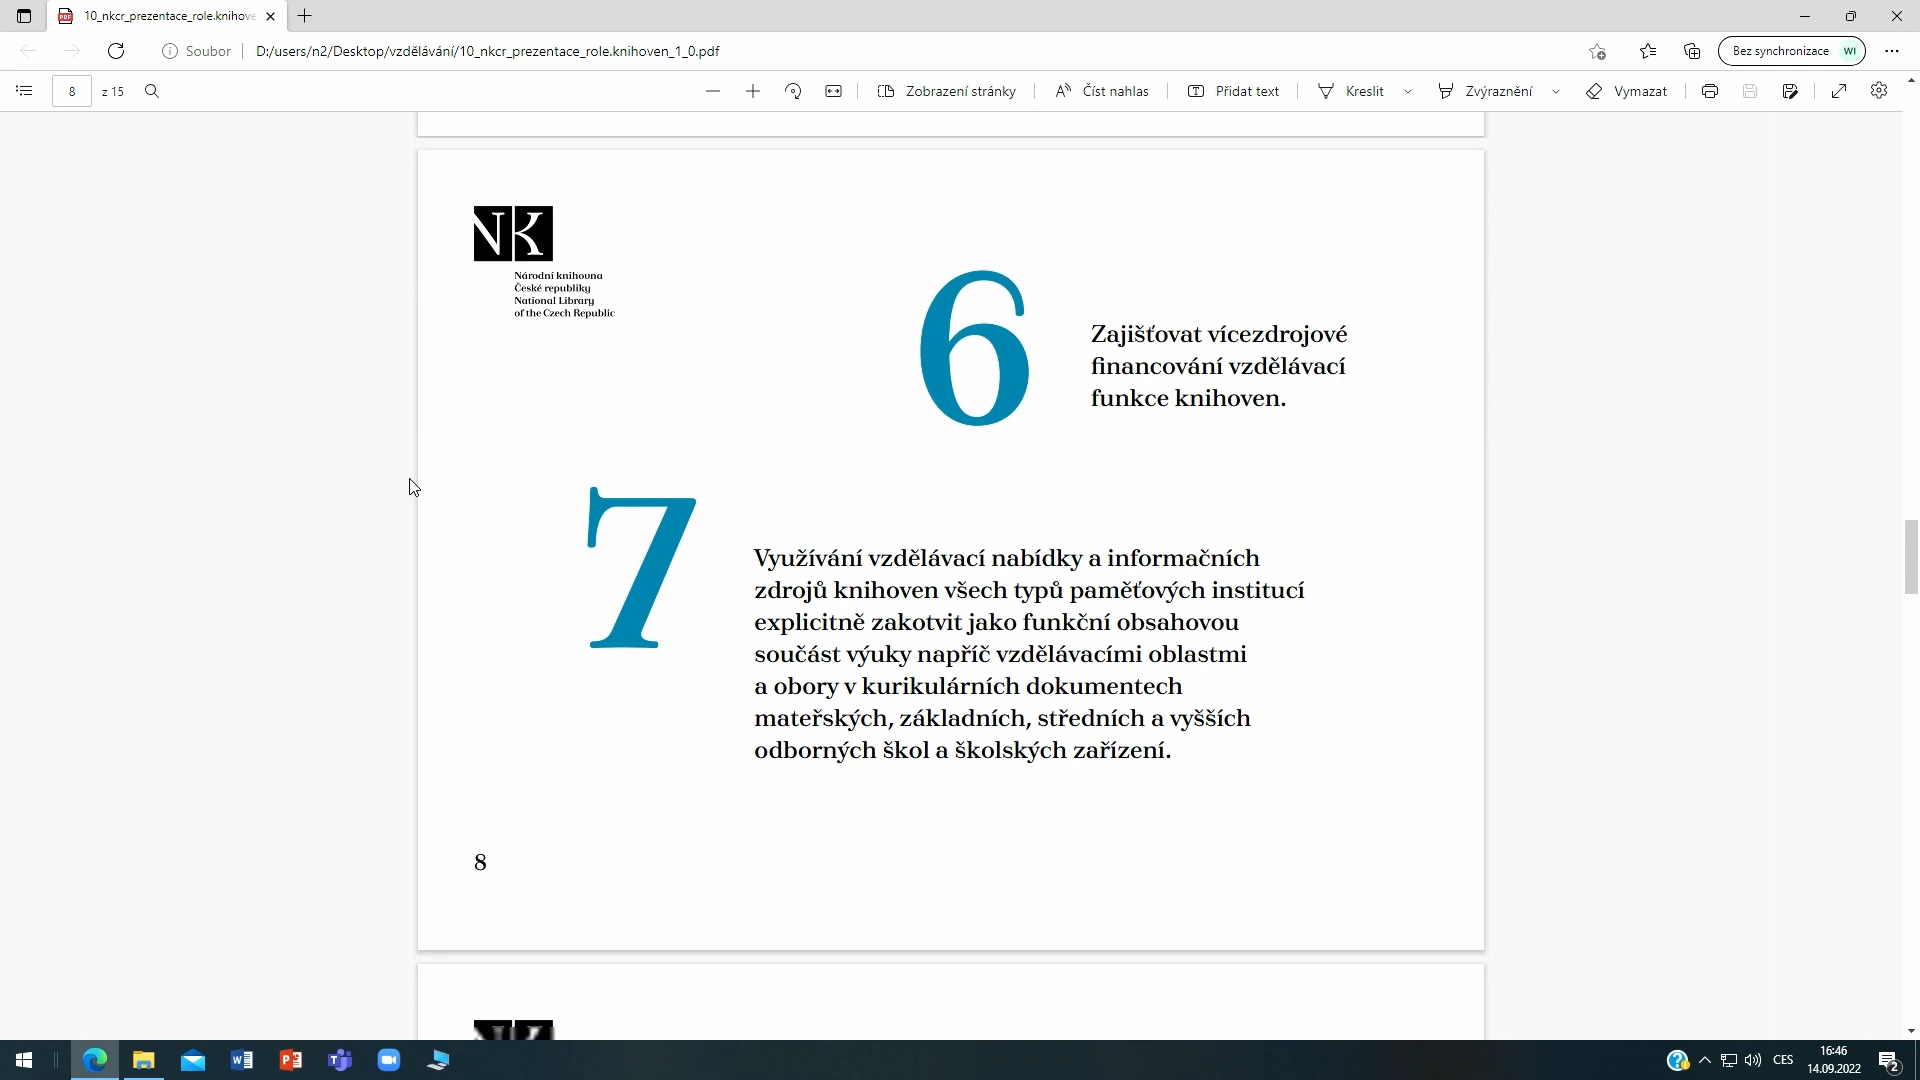 10_nkcr_prezentace_role.knihove
Soubor
D:/users/n2/Desktop/vzdělávání/10_nkcr_prezentace_role.knihoven_1_0.pdf
Bez synchronizace WI
8 z 15
Zobrazení stránky
Číst nahlas
Přidat text
Kreslit
Zvýraznění
Vymazat
NK
Národní knihovna
České republiky
National Library
of the Czech Republic
6
Zajišťovat vícezdrojové
financování vzdělávací
funkce knihoven.
7
Využívání vzdělávací nabídky a informačních
zdrojů knihoven všech typů paměťových institucí
explicitně zakotvit jako funkční obsahovou
součást výuky napříč vzdělávacími oblastmi
a obory v kurikulárních dokumentech
mateřských, základních, středních a vyšších
odborných škol a školských zařízení.
8
CES
16:46
14.09.2022
2